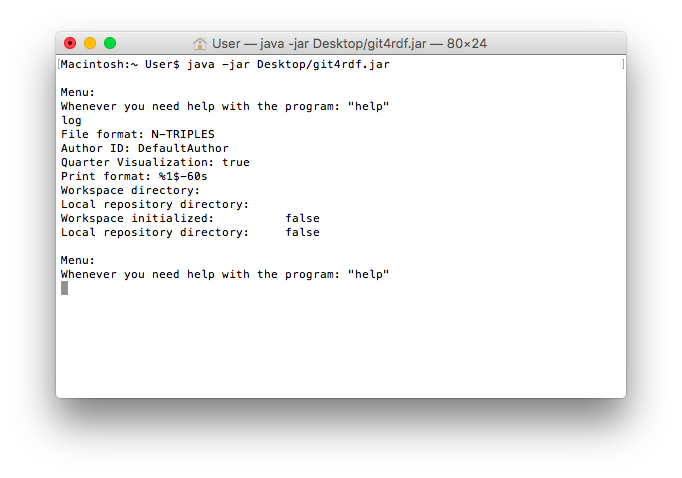 User — java -jar Desktop/git4rdf.jar — 80×24
[Macintosh:~ User$ java -jar Desktop/git4rdf.jar ]
Menu:
Whenever you need help with the program: "help"
log
File format: N-TRIPLES
Author ID: DefaultAuthor
Quarter Visualization: true
Print format: %1$-60s
Workspace directory:
Local repository directory:
Workspace initialized:          false
Local repository directory:     false
Menu:
Whenever you need help with the program: "help"